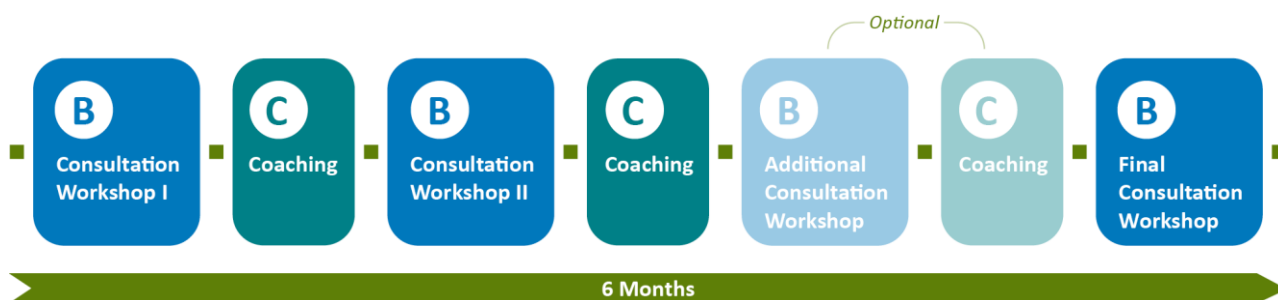 Optional
B
Consultation
Workshop I
C
Coaching
B
Consultation
Workshop II
C
Coaching
B
Additional
Consultation
Workshop
C
Coaching
B
Final
Consultation
Workshop
6 Months